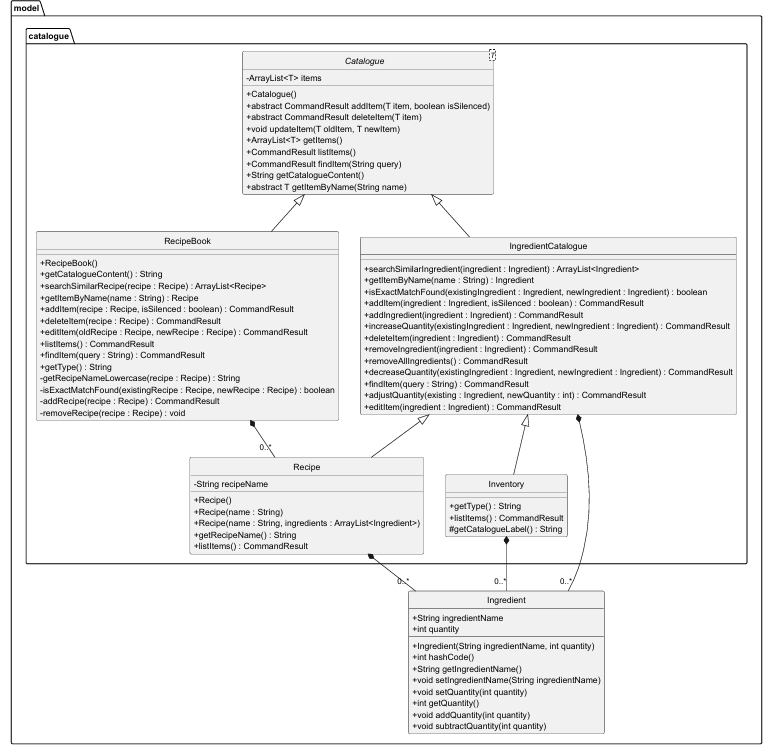 model
catalogue
Catalogue
T
-ArrayList<T> items
+Catalogue()
+abstract CommandResult addItem(T item, boolean isSilenced)
+abstract CommandResult deleteItem(T item)
+void updateItem(T oldItem, T newItem)
+ArrayList<T> getItems()
+CommandResult listItems()
+CommandResult findItem(String query)
+String getCatalogueContent()
+abstract T getItemByName(String name)
RecipeBook
+RecipeBook()
+getCatalogueContent() : String
+searchSimilarRecipe(recipe : Recipe) : ArrayList<Recipe>
+getItemByName(name : String) : Recipe
+addItem(recipe : Recipe, isSilenced : boolean) : CommandResult
+deleteItem(recipe : Recipe) : CommandResult
+editItem(oldRecipe : Recipe, newRecipe : Recipe) : CommandResult
+listItems() : CommandResult
+findItem(query : String) : CommandResult
+getType() : String
-getRecipeNameLowercase(recipe : Recipe) : String
-isExactMatchFound(existingRecipe : Recipe, newRecipe : Recipe) : boolean
-addRecipe(recipe : Recipe) : CommandResult
-removeRecipe(recipe : Recipe) : void
IngredientCatalogue
+searchSimilarIngredient(ingredient : Ingredient) : ArrayList<Ingredient>
+getItemByName(name : String) : Ingredient
+isExactMatchFound(existingIngredient : Ingredient, newIngredient : Ingredient) : boolean
+addItem(ingredient : Ingredient, isSilenced : boolean) : CommandResult
+addIngredient(ingredient : Ingredient) : CommandResult
+increaseQuantity(existingIngredient : Ingredient, newIngredient : Ingredient) : CommandResult
+deleteItem(ingredient : Ingredient) : CommandResult
+removeIngredient(ingredient : Ingredient) : CommandResult
+removeAllIngredients() : CommandResult
+decreaseQuantity(existingIngredient : Ingredient, newIngredient : Ingredient) : CommandResult
+findItem(query : String) : CommandResult
+adjustQuantity(existing : Ingredient, newQuantity : int) : CommandResult
+editItem(ingredient : Ingredient) : CommandResult
0..*
Recipe
-String recipeName
+Recipe()
+Recipe(name : String)
+Recipe(name : String, ingredients : ArrayList<Ingredient>)
+getRecipeName() : String
+listItems() : CommandResult
Inventory
+getType() : String
+listItems() : CommandResult
#getCatalogueLabel() : String
0..*
0..*
0..*
Ingredient
+String ingredientName
+int quantity
+Ingredient(String ingredientName, int quantity)
+int hashCode()
+String getIngredientName()
+void setIngredientName(String ingredientName)
+void setQuantity(int quantity)
+int getQuantity()
+void addQuantity(int quantity)
+void subtractQuantity(int quantity)